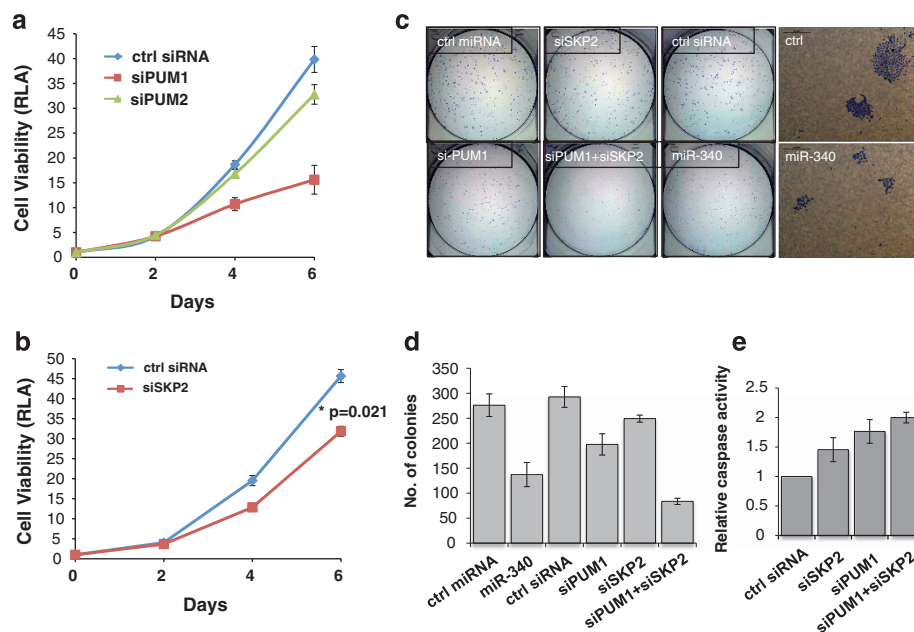 a
Cell Viability (RLA)
45
40
35
30
25
20
15
10
5
0
ctrl siRNA
siPUM1
siPUM2
0 2 4 6
Days
b
Cell Viability (RLA)
50
45
40
35
30
25
20
15
10
5
0
ctrl siRNA
siSKP2
* p=0.021
0 2 4 6
Days
c
ctrl miRNA siSKP2 ctrl siRNA ctrl
si-PUM1 siPUM1+siSKP2 miR-340 miR-340
d
No. of colonies
350
300
250
200
150
100
50
0
ctrl miRNA
miR-340
ctrl siRNA
siPUM1
siSKP2
siPUM1+siSKP2
e
Relative caspase activity
2.5
2
1.5
1
0.5
0
ctrl siRNA
siSKP2
siPUM1
siPUM1+siSKP2